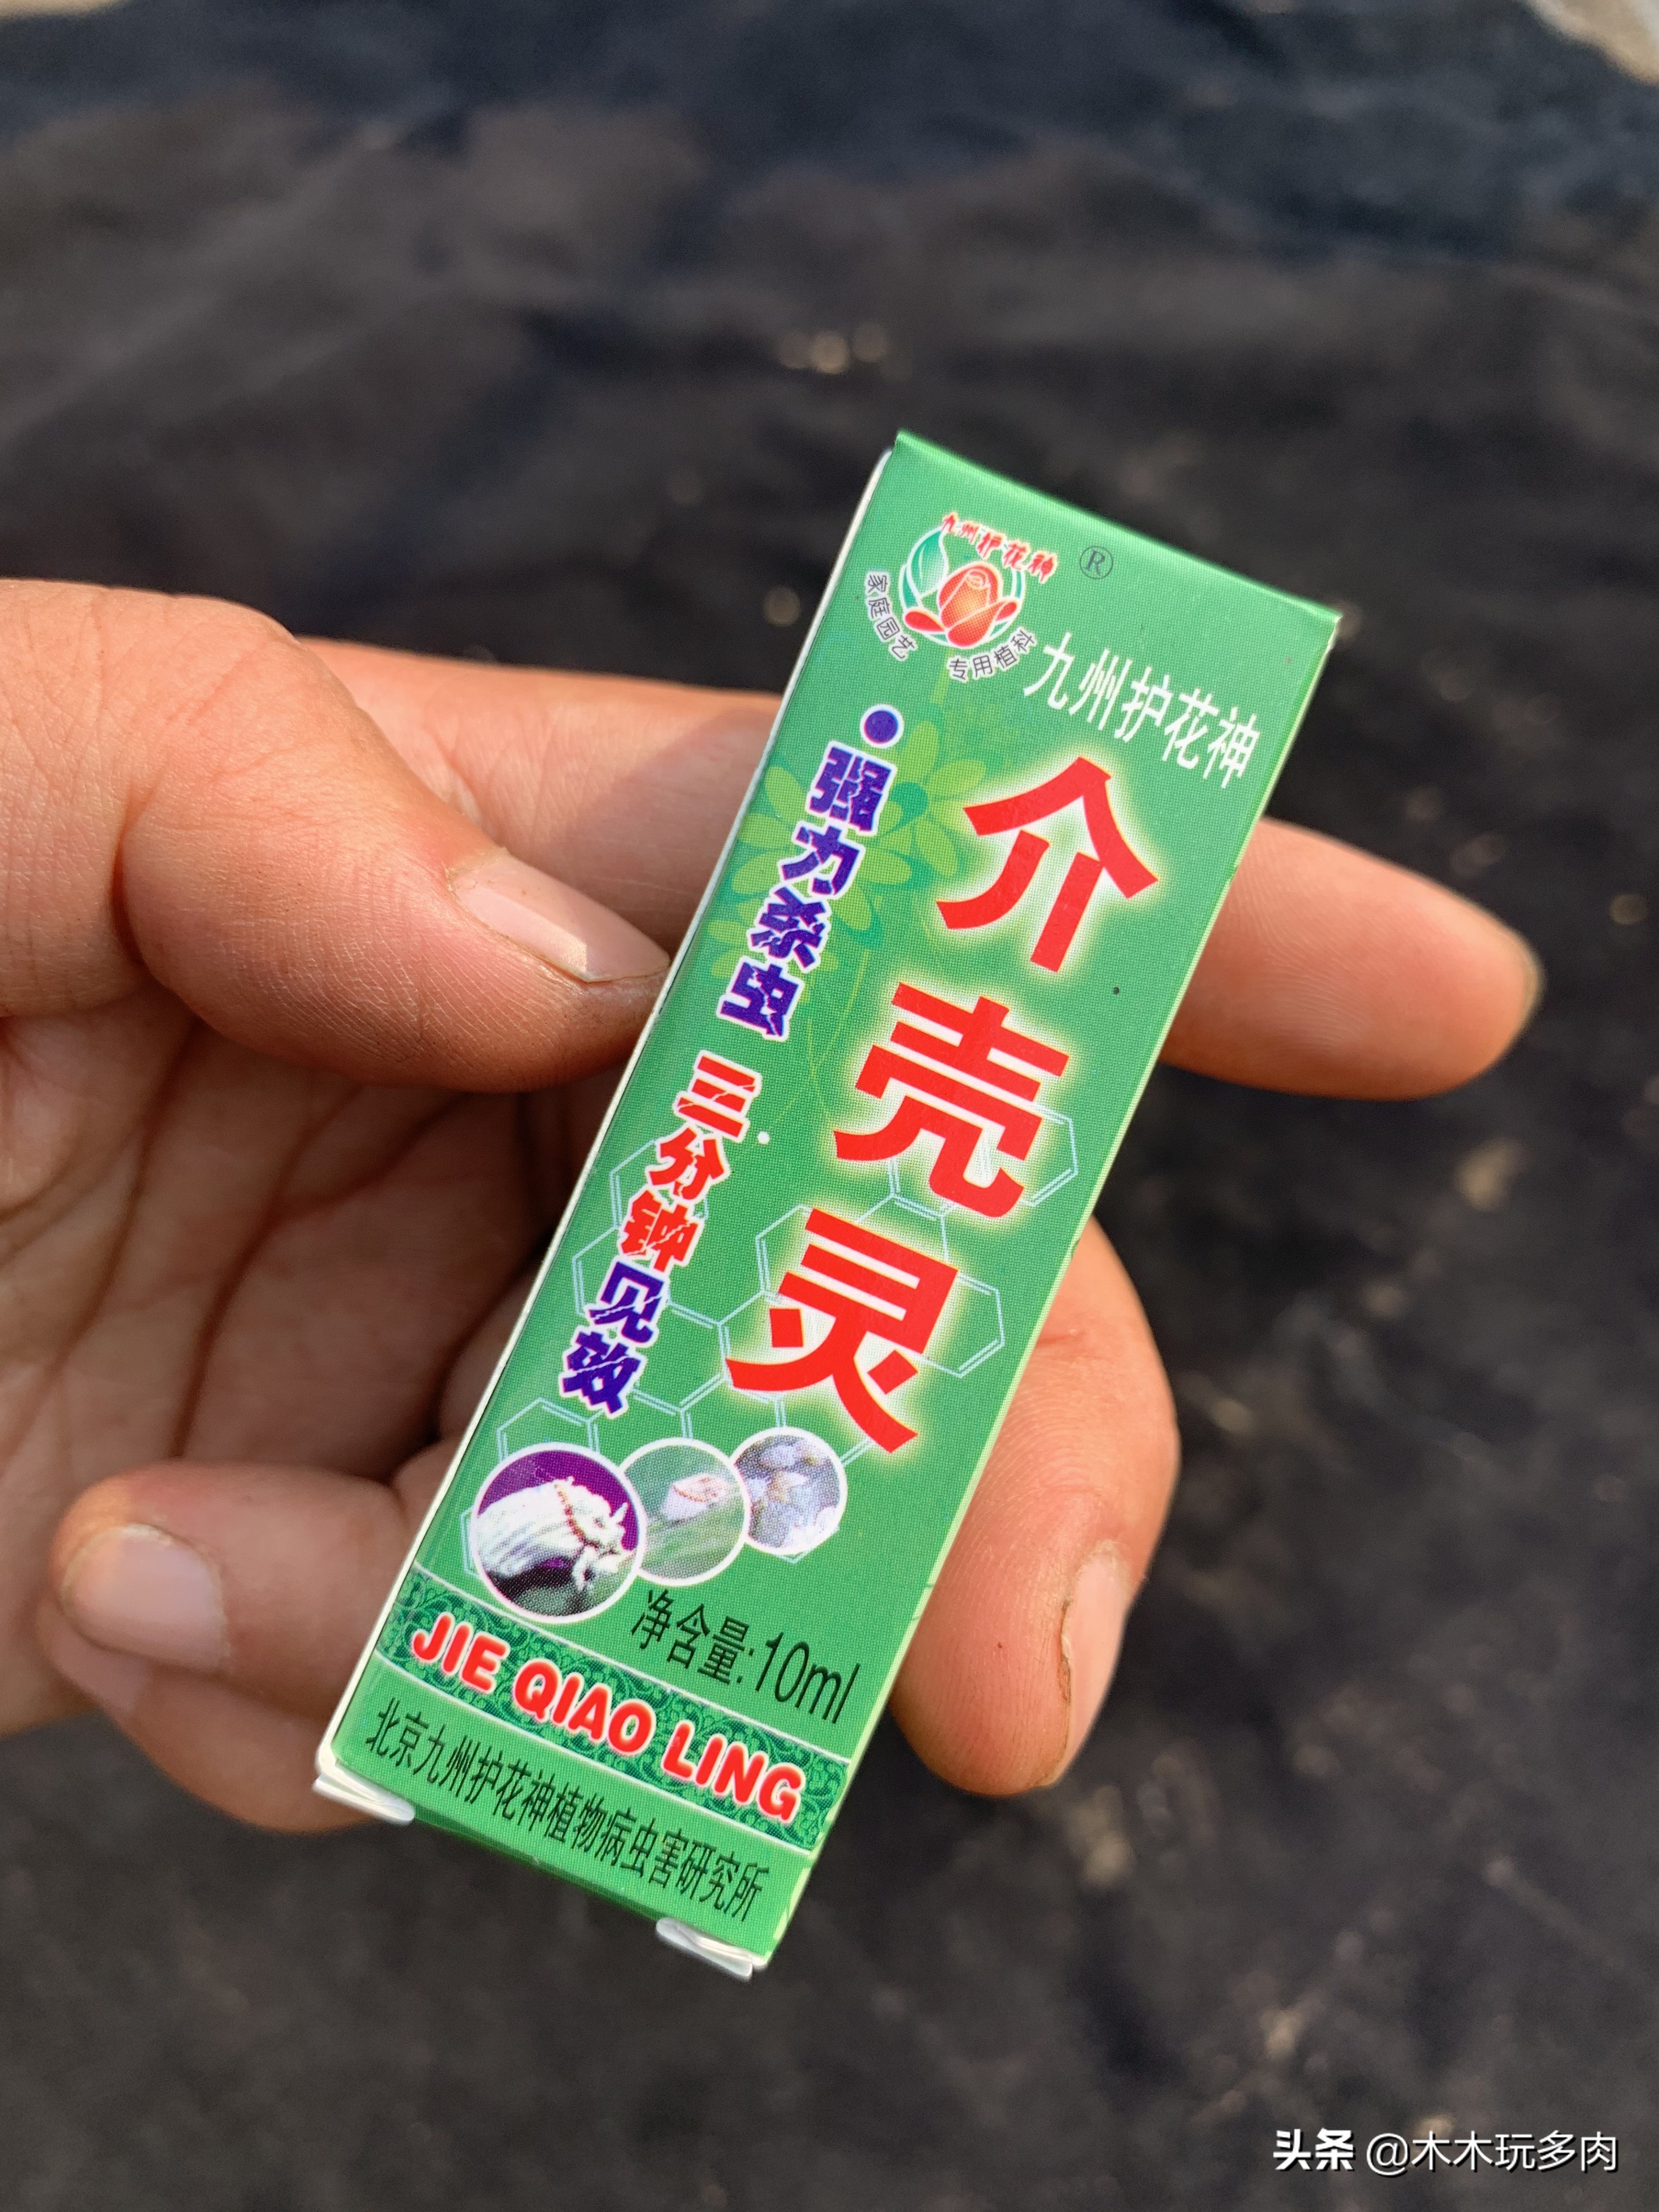 九州护花神
®
家庭园艺 专用植药
九州护花神
介壳灵
强力杀虫 三分钟见效
净含量:10ml
JIE QIAO LING
北京九州护花神植物病虫害研究所
头条 @木木玩多肉